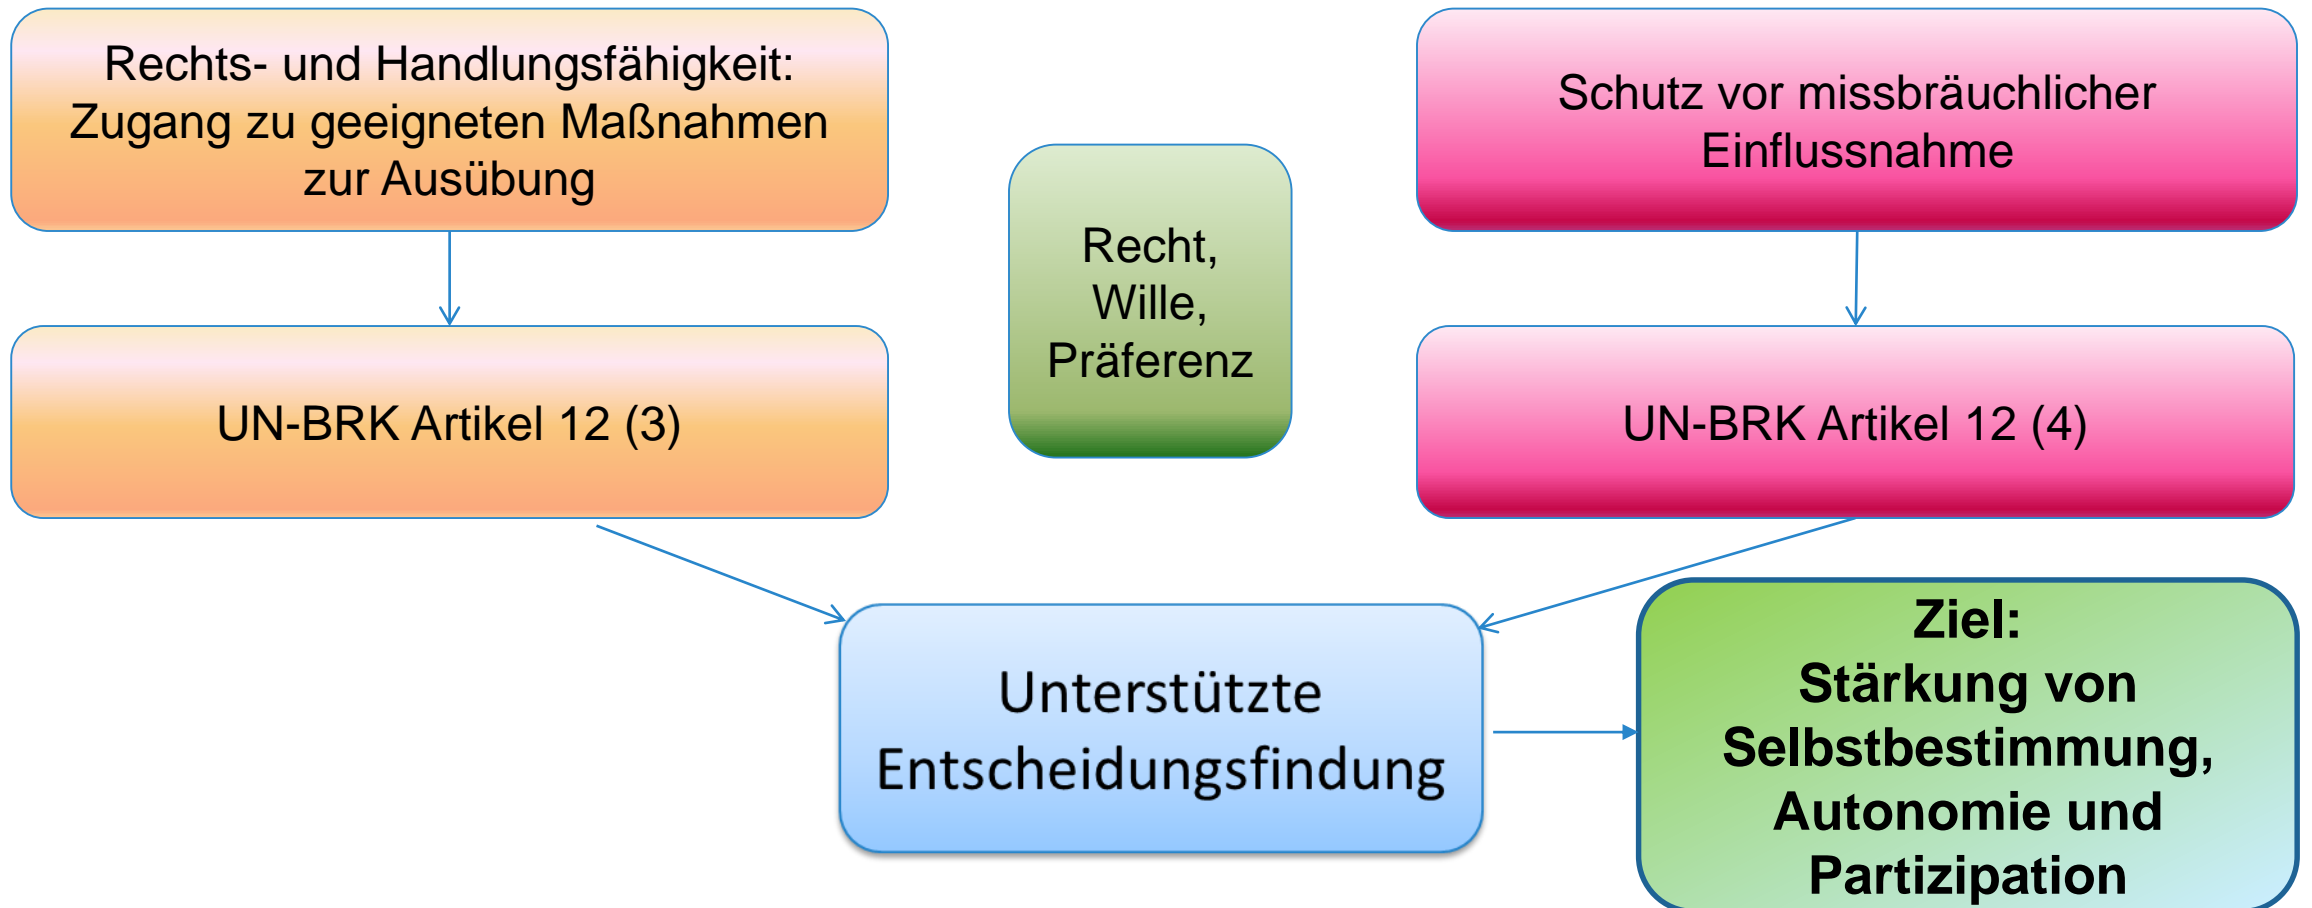 Rechts- und Handlungsfähigkeit:
Zugang zu geeigneten Maßnahmen
zur Ausübung
Schutz vor missbräuchlicher
Einflussnahme
Recht,
Wille,
Präferenz
UN-BRK Artikel 12 (3)
UN-BRK Artikel 12 (4)
Unterstützte
Entscheidungsfindung
Ziel:
Stärkung von
Selbstbestimmung,
Autonomie und
Partizipation